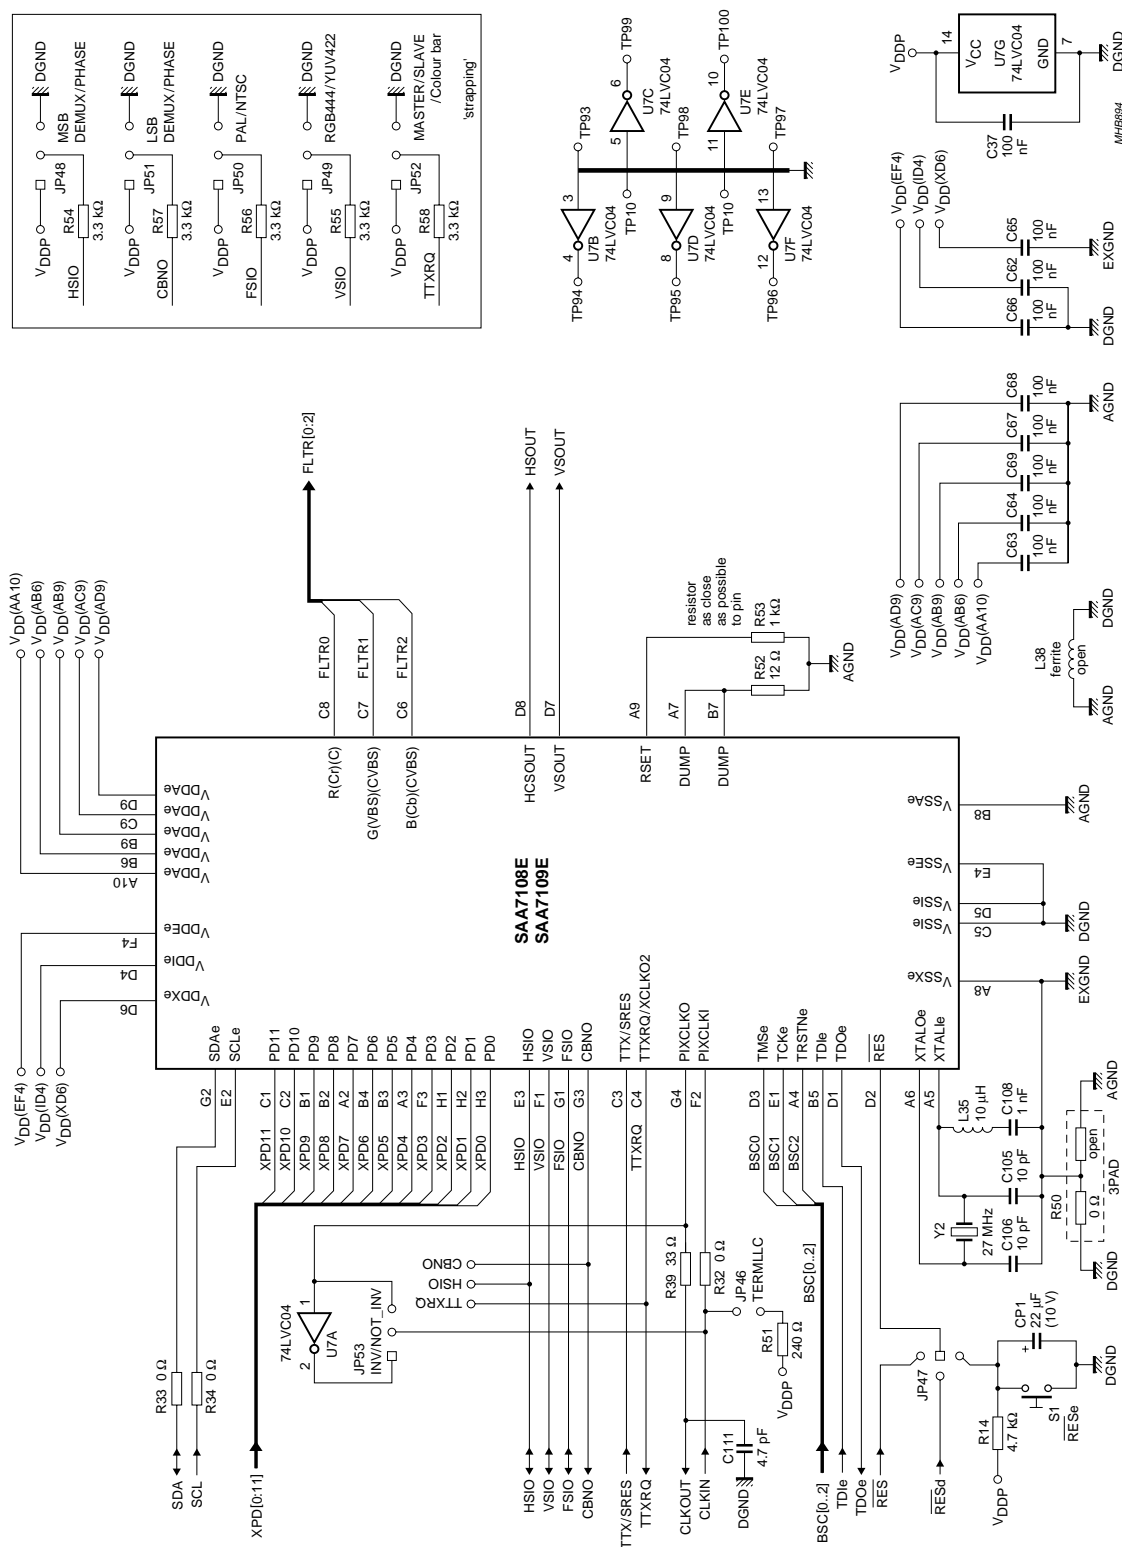 'strapping'
MSB
DEMUX/PHASE
DGND
JP48
VDDP
R54
3.3 kΩ
HSIO
LSB
DEMUX/PHASE
DGND
JP51
VDDP
R57
3.3 kΩ
CBNO
PAL/NTSC
DGND
JP50
VDDP
R56
3.3 kΩ
FSIO
RGB444/YUV422
DGND
JP49
VDDP
R55
3.3 kΩ
VSIO
MASTER/SLAVE
/Colour bar
DGND
JP52
VDDP
R58
3.3 kΩ
TTXRQ
TP93
3
4
U7B
74LVC04
TP94
TP99
6
5
U7C
74LVC04
TP10
TP98
9
8
U7D
74LVC04
TP95
TP100
10
11
U7E
74LVC04
TP10
TP97
13
12
U7F
74LVC04
TP96
VDDP
14
VCC
U7G
74LVC04
GND
7
DGND
C37
100
nF
MHB894
VDD(EF4)
VDD(ID4)
VDD(XD6)
C66
100
nF
C62
100
nF
C65
100
nF
DGND
EXGND
VDD(AD9)
VDD(AC9)
VDD(AB9)
VDD(AB6)
VDD(AA10)
C63
100
nF
C64
100
nF
C69
100
nF
C67
100
nF
C68
100
nF
AGND
L38
ferrite
open
AGND
DGND
FLTR[0:2]
FLTR0
FLTR1
FLTR2
C8
C7
C6
R(Cr)(C)
G(VBS)(CVBS)
B(Cb)(CVBS)
HSOUT
VSOUT
D8
D7
HCSOUT
VSOUT
resistor
as close
as possible
to pin
R53
1 kΩ
R52
12 Ω
AGND
A9
A7
B7
RSET
DUMP
DUMP
VDD(AA10)
VDD(AB6)
VDD(AB9)
VDD(AC9)
VDD(AD9)
A10
B6
B9
C9
D9
VDDAe
VDDAe
VDDAe
VDDAe
VDDAe
VDD(EF4)
VDD(ID4)
VDD(XD6)
F4
D4
D6
VDDEe
VDDIe
VDDXe
SAA7108E
SAA7109E
VSSAe
B8
AGND
VSSEe
E4
VSSIe
D5
VSSIe
C5
DGND
VSSXe
A8
EXGND
SDAe
SCLe
G2
E2
R33 0 Ω
R34 0 Ω
SDA
SCL
PD11
PD10
PD9
PD8
PD7
PD6
PD5
PD4
PD3
PD2
PD1
PD0
C1
C2
B1
B2
A2
B4
B3
A3
F3
H1
H2
H3
XPD11
XPD10
XPD9
XPD8
XPD7
XPD6
XPD5
XPD4
XPD3
XPD2
XPD1
XPD0
XPD[0:11]
HSIO
VSIO
FSIO
CBNO
E3
F1
G1
G3
HSIO
VSIO
FSIO
CBNO
CBNO
HSIO
TTXRQ
HSIO
VSIO
FSIO
CBNO
TTX/SRES
TTXRQ/XCLKO2
C3
C4
TTXRQ
TTX/SRES
TTXRQ
PIXCLKO
PIXCLKI
G4
F2
R39 33 Ω
R32 0 Ω
74LVC04
1
2
U7A
JP53
INV/NOT_INV
JP46
TERMLLC
R51
240 Ω
VDDP
CLKOUT
CLKIN
C111
4.7 pF
DGND
TMSe
TCKe
TRSTNe
TDIe
TDOe
D3
E1
A4
B5
D1
BSC0
BSC1
BSC2
BSC[0..2]
BSC[0..2]
TDIe
TDOe
RES
D2
RES
RESd
JP47
XTALOe
XTALIe
A6
A5
L35
10 μH
C108
1 nF
C105
10 pF
Y2
27 MHz
C106
10 pF
R50
0 Ω
open
3PAD
DGND
AGND
CP1
22 μF
(10 V)
S1
RESe
R14
4.7 kΩ
VDDP
DGND